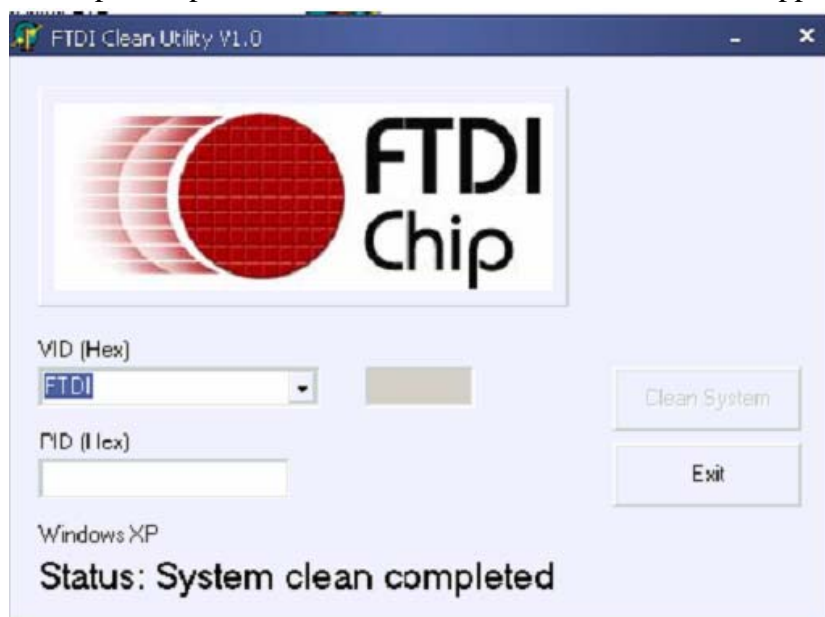 FTDI Clean Utility V1.0
FTDI
Chip
VID (Hex)
FTDI
Clean System
PID (Hex)
Exit
Windows XP
Status: System clean completed